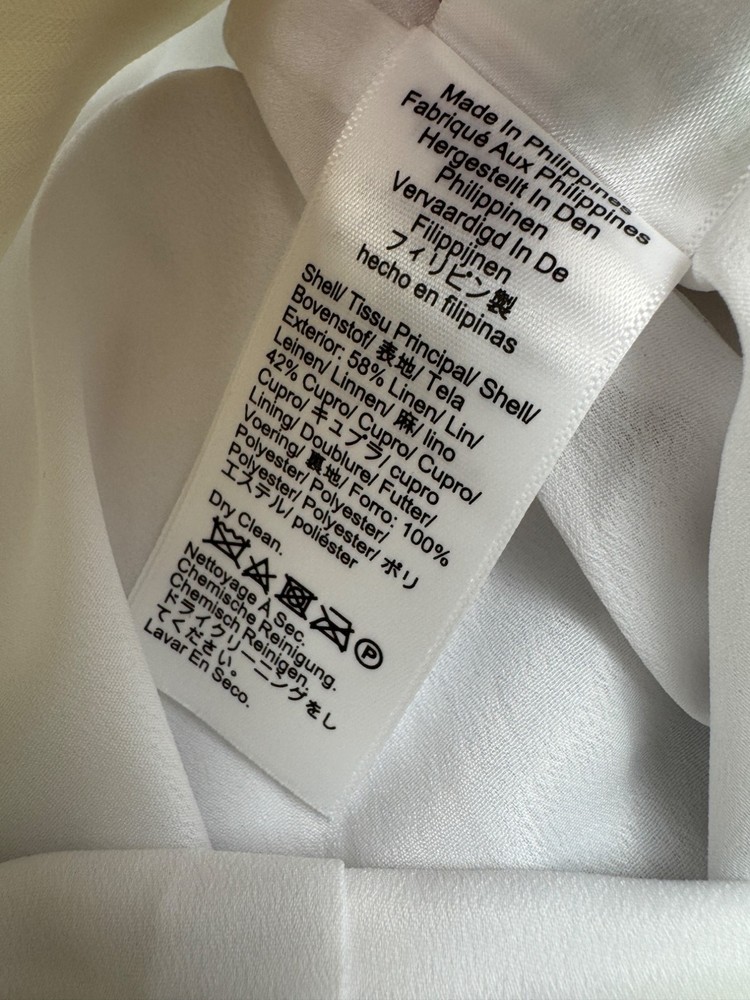 Made In Philippines
Fabriqué Aux Philippines
Hergestellt In Den
Philippinen
Vervaardigd In De
Filippijnen
フィリピン製
hecho en filipinas
Shell/ Tissu Principal/ Shell/
Bovenstof/ 表地/ Tela
Exterior: 58% Linen/ Lin/
Leinen/ Linnen/ 麻/ lino
42% Cupro/ Cupro/ Cupro/
Cupro/ キュプラ/ cupro
Lining/ Doublure/ Futter/
Voering/ 裏地/ Forro: 100%
Polyester/ Polyester/
Polyester/ Polyester/ ポリ
エステル/ poliéster
Dry Clean.
P
Nettoyage A Sec.
Chemische Reinigung.
Chemisch Reinigen.
ドライクリーニングをし
てください。
Lavar En Seco.